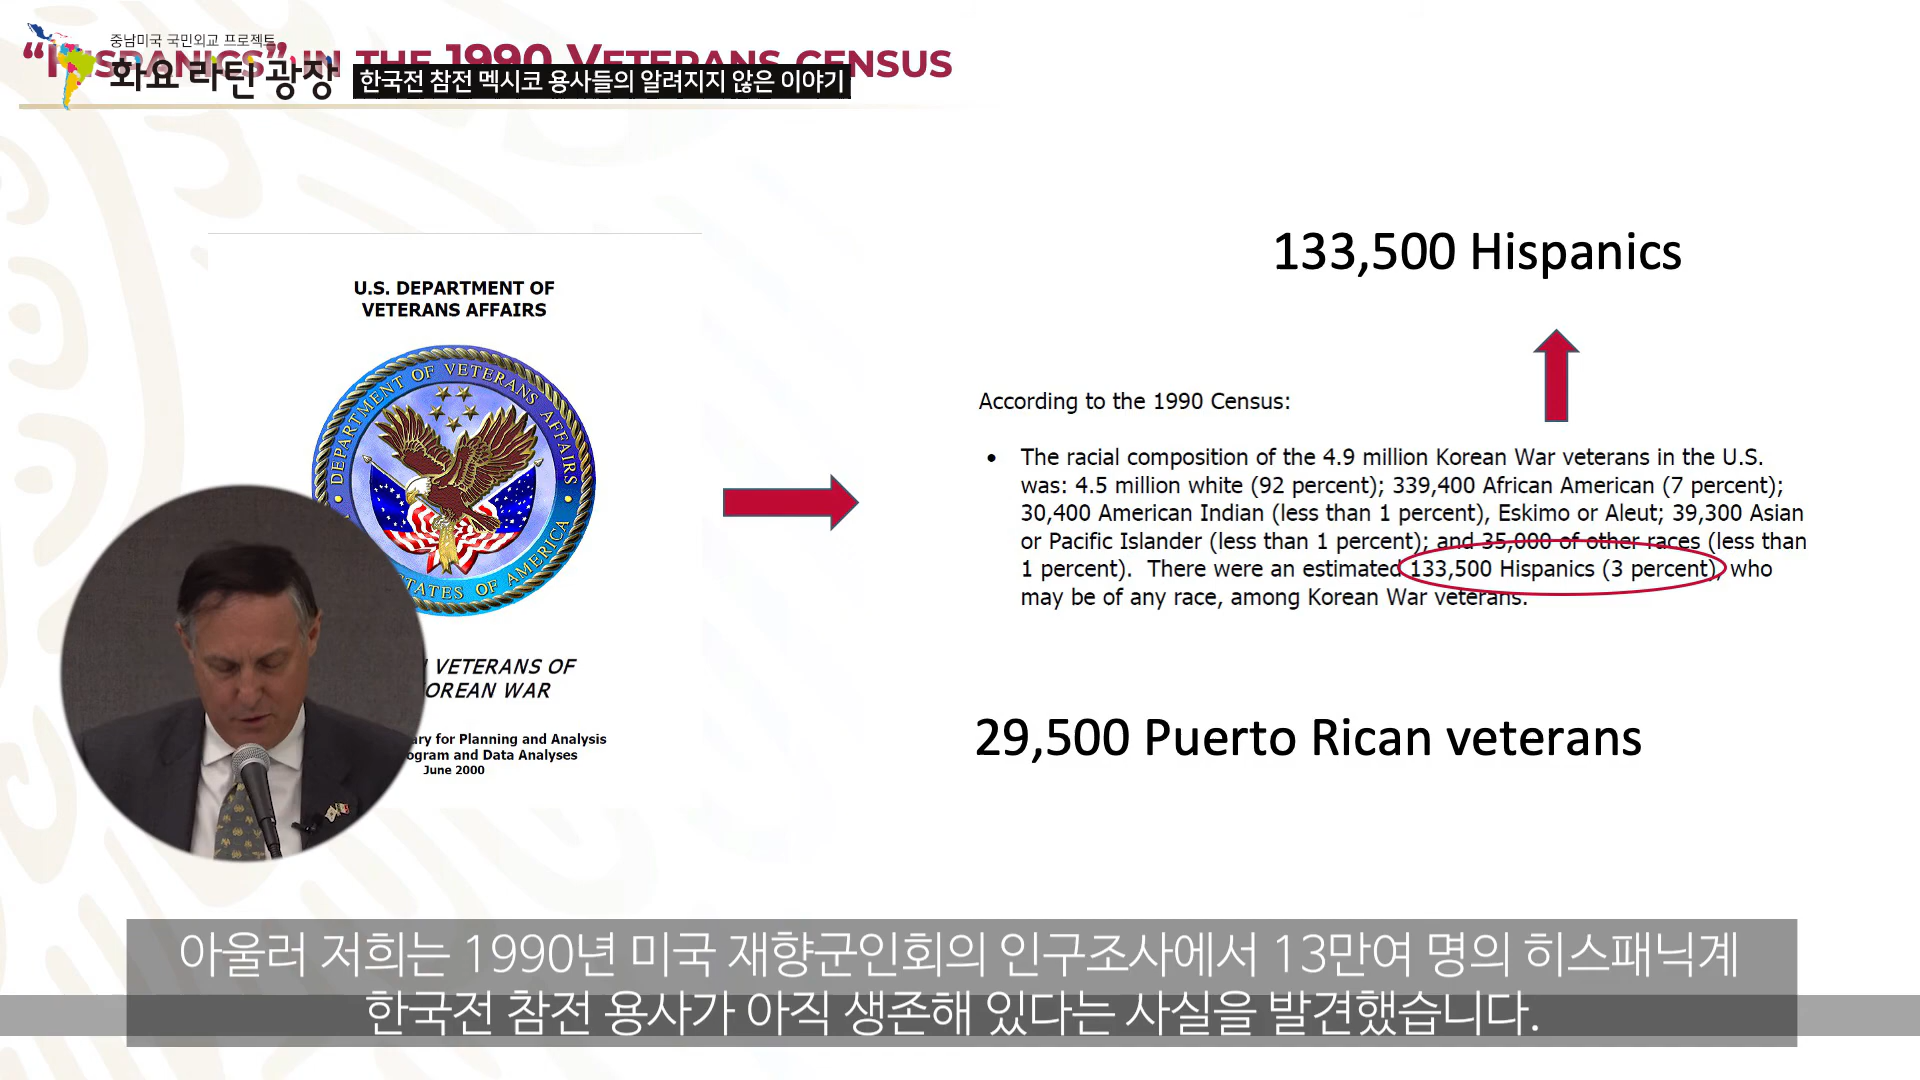 “Hispanics” in the 1990 Veterans census
중남미국 국민외교 프로젝트
화요 라틴 광장
한국전 참전 멕시코 용사들의 알려지지 않은 이야기
U.S. DEPARTMENT OF
VETERANS AFFAIRS
DEPARTMENT OF VETERANS AFFAIRS
STATES OF AMERICA
VETERANS OF
KOREAN WAR
for Planning and Analysis
Program and Data Analyses
June 2000
133,500 Hispanics
According to the 1990 Census:
• The racial composition of the 4.9 million Korean War veterans in the U.S.
was: 4.5 million white (92 percent); 339,400 African American (7 percent);
30,400 American Indian (less than 1 percent), Eskimo or Aleut; 39,300 Asian
or Pacific Islander (less than 1 percent); and 35,000 of other races (less than
1 percent). There were an estimated 133,500 Hispanics (3 percent), who
may be of any race, among Korean War veterans.
29,500 Puerto Rican veterans
아울러 저희는 1990년 미국 재향군인회의 인구조사에서 13만여 명의 히스패닉계
한국전 참전 용사가 아직 생존해 있다는 사실을 발견했습니다.